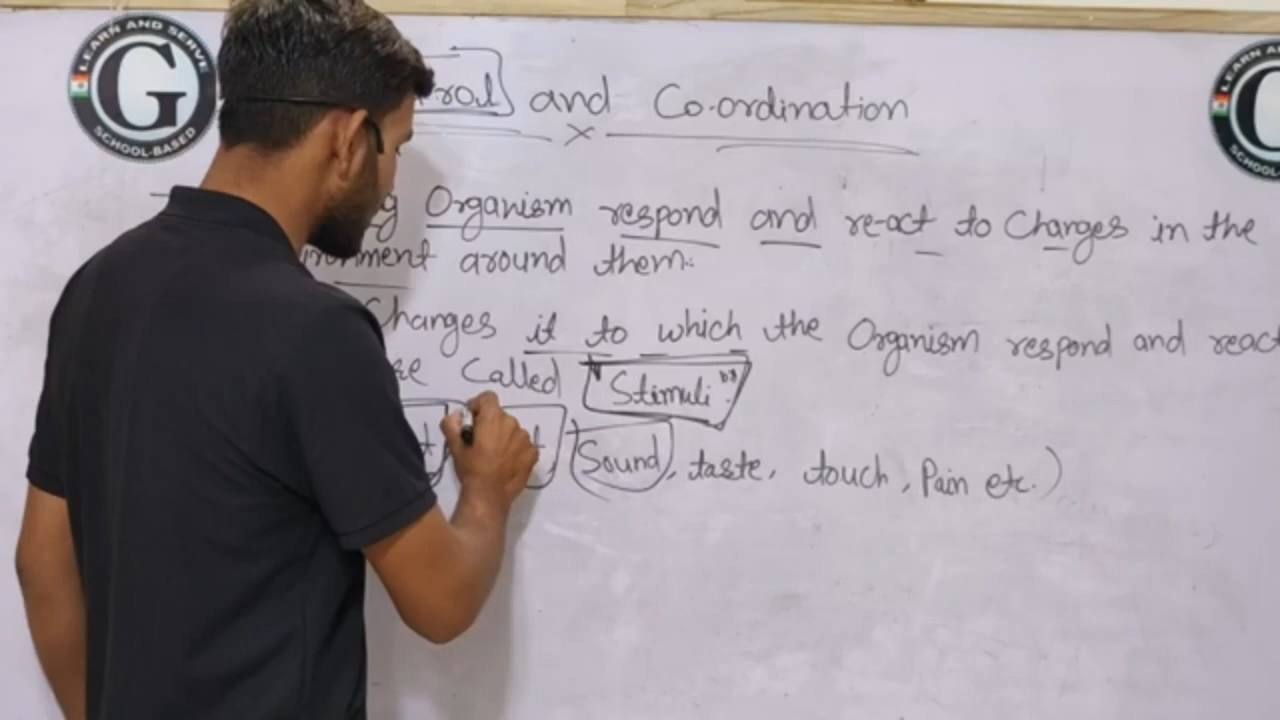 LEARN AND SERVE
G
SCHOOL-BASED
and Co-ordination
Organism respond and re-act to Changes in the
around them.
Changes it to which the Organism respond and react
Called "Stimuli".
Sound, taste, touch, Pain etc.)